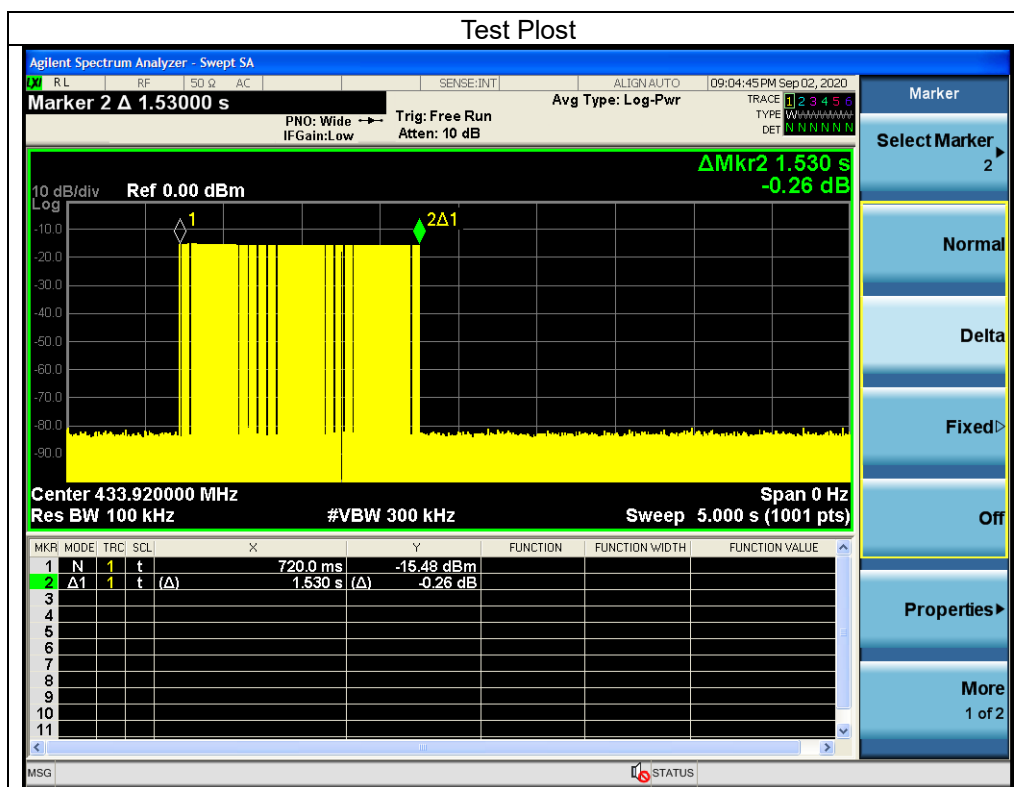 Test Plost
Agilent Spectrum Analyzer - Swept SA
LXI RL RF 50 Ω AC SENSE:INT ALIGN AUTO 09:04:45 PM Sep 02, 2020
Marker 2 Δ 1.53000 s
PNO: Wide
IFGain:Low
Trig: Free Run
Atten: 10 dB
Avg Type: Log-Pwr
TRACE 1 2 3 4 5 6
TYPE WWWWWW
DET N N N N N N
ΔMkr2 1.530 s
-0.26 dB
10 dB/div Ref 0.00 dBm
Log
-10.0
-20.0
-30.0
-40.0
-50.0
-60.0
-70.0
-80.0
-90.0
1
2Δ1
Center 433.920000 MHz Span 0 Hz
Res BW 100 kHz #VBW 300 kHz Sweep 5.000 s (1001 pts)
MKR MODE TRC SCL X Y FUNCTION FUNCTION WIDTH FUNCTION VALUE
1 N 1 t 720.0 ms -15.48 dBm
2 Δ1 1 t (Δ) 1.530 s (Δ) -0.26 dB
3
4
5
6
7
8
9
10
11
MSG STATUS
Marker
Select Marker
2
Normal
Delta
Fixed
Off
Properties
More
1 of 2